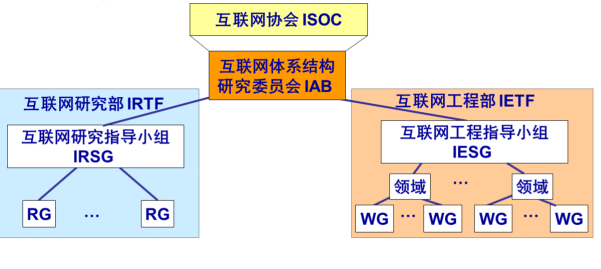 互联网协会 ISOC
互联网体系结构
研究委员会 IAB
互联网研究部 IRTF
互联网工程部 IETF
互联网研究指导小组
IRSG
互联网工程指导小组
IESG
领域
…
领域
RG
…
RG
WG
…
WG
WG
…
WG